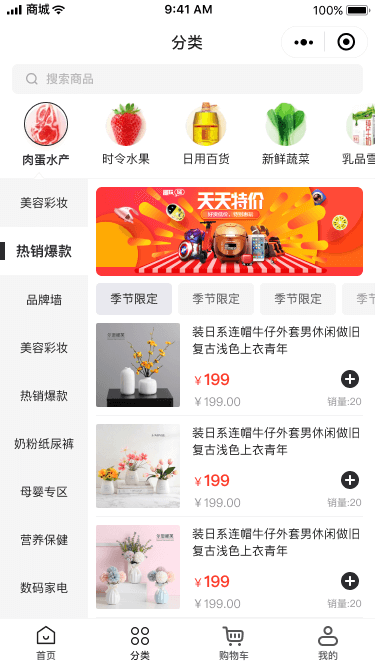 商城
9:41 AM
100%
分类
搜索商品
肉蛋水产
时令水果
日用百货
新鲜蔬菜
乳品雪
美容彩妆
热销爆款
品牌墙
美容彩妆
热销爆款
奶粉纸尿裤
母婴专区
营养保健
数码家电
天天特价
季节限定
季节限定
季节限定
季节
装日系连帽牛仔外套男休闲做旧
复古浅色上衣青年
￥199
￥199.00
销量:20
装日系连帽牛仔外套男休闲做旧
复古浅色上衣青年
￥199
￥199.00
销量:20
装日系连帽牛仔外套男休闲做旧
复古浅色上衣青年
￥199
￥199.00
销量:20
首页
分类
购物车
我的